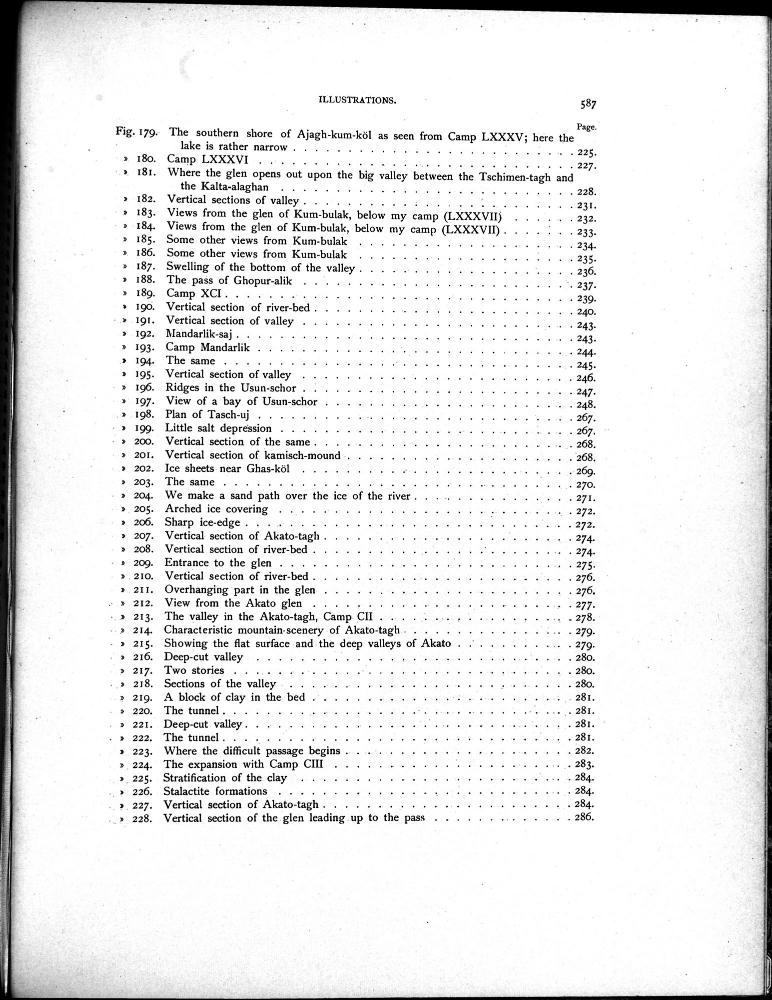 ILLUSTRATIONS. 587
Page.
Fig. 179. The southern shore of Ajagh-kum-köl as seen from Camp LXXXV; here the
lake is rather narrow . . . . . . . . . . . . . . . . . . . . 225.
» 180. Camp LXXXVI . . . . . . . . . . . . . . . . . . . . 227.
» 181. Where the glen opens out upon the big valley between the Tschimen-tagh and
the Kalta-alaghan . . . . . . . . . . . . . . . . . . . . 228.
» 182. Vertical sections of valley . . . . . . . . . . . . . . . . . . . . 231.
» 183. Views from the glen of Kum-bulak, below my camp (LXXXVII) . . . . . . 232.
» 184. Views from the glen of Kum-bulak, below my camp (LXXXVII) . . . . . . 233.
» 185. Some other views from Kum-bulak . . . . . . . . . . . . . . . . 234.
» 186. Some other views from Kum-bulak . . . . . . . . . . . . . . . . 235.
» 187. Swelling of the bottom of the valley . . . . . . . . . . . . . . . . 236.
» 188. The pass of Ghopur-alik . . . . . . . . . . . . . . . . . . . . 237.
» 189. Camp XCI . . . . . . . . . . . . . . . . . . . . 239.
» 190. Vertical section of river-bed . . . . . . . . . . . . . . . . . . . . 240.
» 191. Vertical section of valley . . . . . . . . . . . . . . . . . . . . 243.
» 192. Mandarlik-saj . . . . . . . . . . . . . . . . . . . . 243.
» 193. Camp Mandarlik . . . . . . . . . . . . . . . . . . . . 244.
» 194. The same . . . . . . . . . . . . . . . . . . . . 245.
» 195. Vertical section of valley . . . . . . . . . . . . . . . . . . . . 246.
» 196. Ridges in the Usun-schor . . . . . . . . . . . . . . . . . . . . 247.
» 197. View of a bay of Usun-schor . . . . . . . . . . . . . . . . . . 248.
» 198. Plan of Tasch-uj . . . . . . . . . . . . . . . . . . . . 267.
» 199. Little salt depression . . . . . . . . . . . . . . . . . . . . 267.
» 200. Vertical section of the same . . . . . . . . . . . . . . . . . . . . 268.
» 201. Vertical section of kamisch-mound . . . . . . . . . . . . . . . . 268.
» 202. Ice sheets near Ghas-köl . . . . . . . . . . . . . . . . . . . . 269.
» 203. The same . . . . . . . . . . . . . . . . . . . . 270.
» 204. We make a sand path over the ice of the river . . . . . . . . . . . . 271.
» 205. Arched ice covering . . . . . . . . . . . . . . . . . . . . 272.
» 206. Sharp ice-edge . . . . . . . . . . . . . . . . . . . . 272.
» 207. Vertical section of Akato-tagh . . . . . . . . . . . . . . . . . . 274.
» 208. Vertical section of river-bed . . . . . . . . . . . . . . . . . . . . 274.
» 209. Entrance to the glen . . . . . . . . . . . . . . . . . . . . 275.
» 210. Vertical section of river-bed . . . . . . . . . . . . . . . . . . . . 276.
» 211. Overhanging part in the glen . . . . . . . . . . . . . . . . . . 276.
» 212. View from the Akato glen . . . . . . . . . . . . . . . . . . . . 277.
» 213. The valley in the Akato-tagh, Camp CII . . . . . . . . . . . . . . 278.
» 214. Characteristic mountain-scenery of Akato-tagh . . . . . . . . . . . . 279.
» 215. Showing the flat surface and the deep valleys of Akato . . . . . . . . . 279.
» 216. Deep-cut valley . . . . . . . . . . . . . . . . . . . . 280.
» 217. Two stories . . . . . . . . . . . . . . . . . . . . 280.
» 218. Sections of the valley . . . . . . . . . . . . . . . . . . . . 280.
» 219. A block of clay in the bed . . . . . . . . . . . . . . . . . . . . 281.
» 220. The tunnel . . . . . . . . . . . . . . . . . . . . 281.
» 221. Deep-cut valley . . . . . . . . . . . . . . . . . . . . 281.
» 222. The tunnel . . . . . . . . . . . . . . . . . . . . 281.
» 223. Where the difficult passage begins . . . . . . . . . . . . . . . . 282.
» 224. The expansion with Camp CIII . . . . . . . . . . . . . . . . . . 283.
» 225. Stratification of the clay . . . . . . . . . . . . . . . . . . . . 284.
» 226. Stalactite formations . . . . . . . . . . . . . . . . . . . . 284.
» 227. Vertical section of Akato-tagh . . . . . . . . . . . . . . . . . . 284.
» 228. Vertical section of the glen leading up to the pass . . . . . . . . . . . 286.